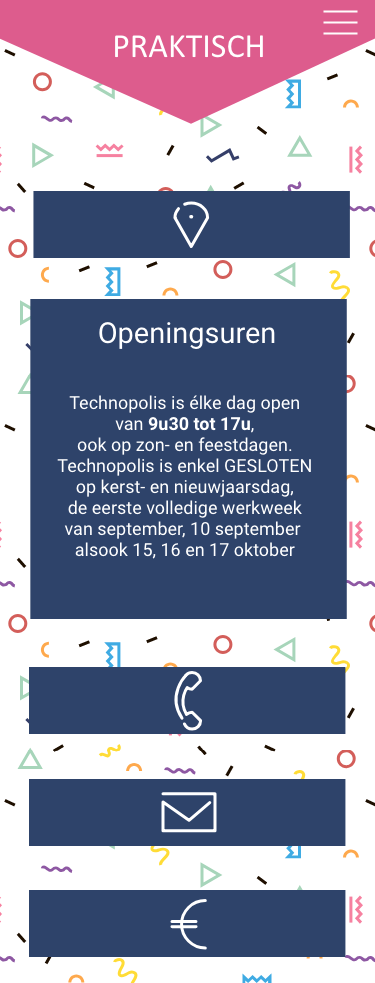 PRAKTISCH
Openingsuren
Technopolis is élke dag open
van 9u30 tot 17u,
ook op zon- en feestdagen.
Technopolis is enkel GESLOTEN
op kerst- en nieuwjaarsdag,
de eerste volledige werkweek
van september, 10 september
alsook 15, 16 en 17 oktober